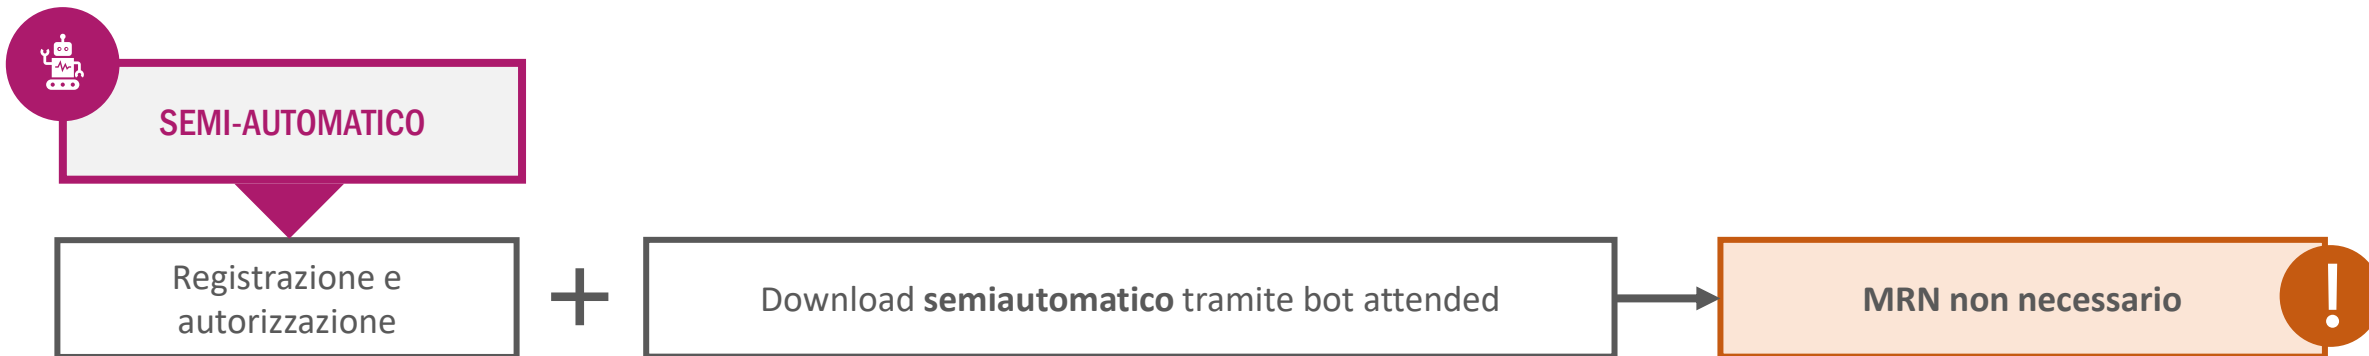 SEMI-AUTOMATICO
Registrazione e
autorizzazione
+
Download semiautomatico tramite bot attended
MRN non necessario
!